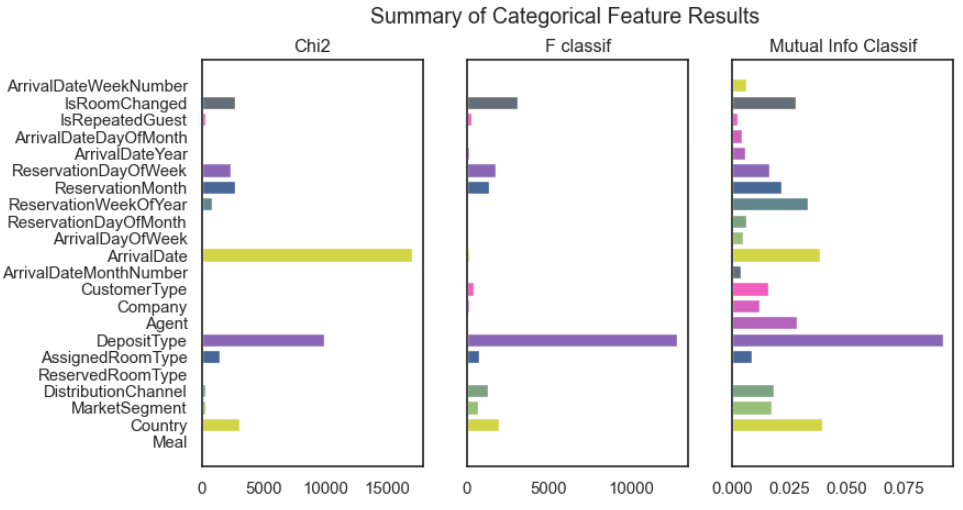 Summary of Categorical Feature Results
Chi2
F classif
Mutual Info Classif
ArrivalDateWeekNumber
IsRoomChanged
IsRepeatedGuest
ArrivalDateDayOfMonth
ArrivalDateYear
ReservationDayOfWeek
ReservationMonth
ReservationWeekOfYear
ReservationDayOfMonth
ArrivalDayOfWeek
ArrivalDate
ArrivalDateMonthNumber
CustomerType
Company
Agent
DepositType
AssignedRoomType
ReservedRoomType
DistributionChannel
MarketSegment
Country
Meal
0 5000 10000 15000
0 5000 10000
0.000 0.025 0.050 0.075